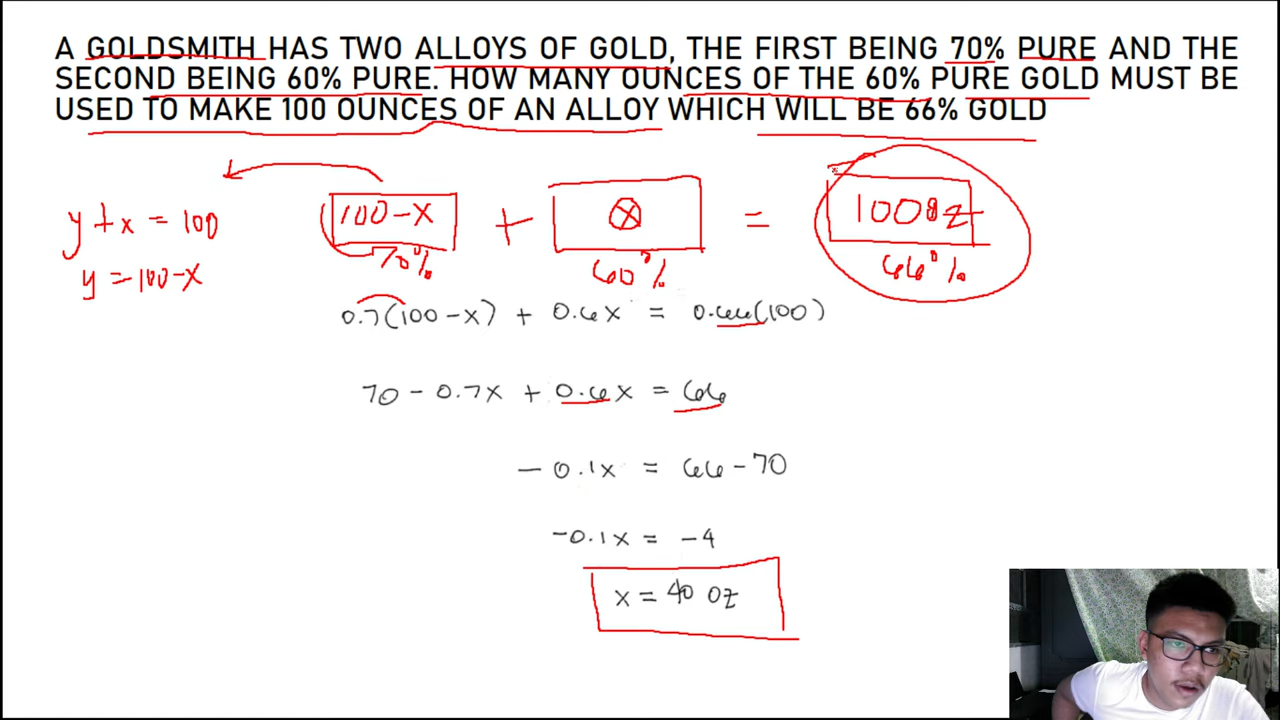 A GOLDSMITH HAS TWO ALLOYS OF GOLD, THE FIRST BEING 70% PURE AND THE
SECOND BEING 60% PURE. HOW MANY OUNCES OF THE 60% PURE GOLD MUST BE
USED TO MAKE 100 OUNCES OF AN ALLOY WHICH WILL BE 66% GOLD
y + x = 100
y = 100-x
100-x + x = 100 oz
70% 60% 66%
0.7(100-x) + 0.6x = 0.66(100)
70 - 0.7x + 0.6x = 66
-0.1x = 66-70
-0.1x = -4
x = 40 oz